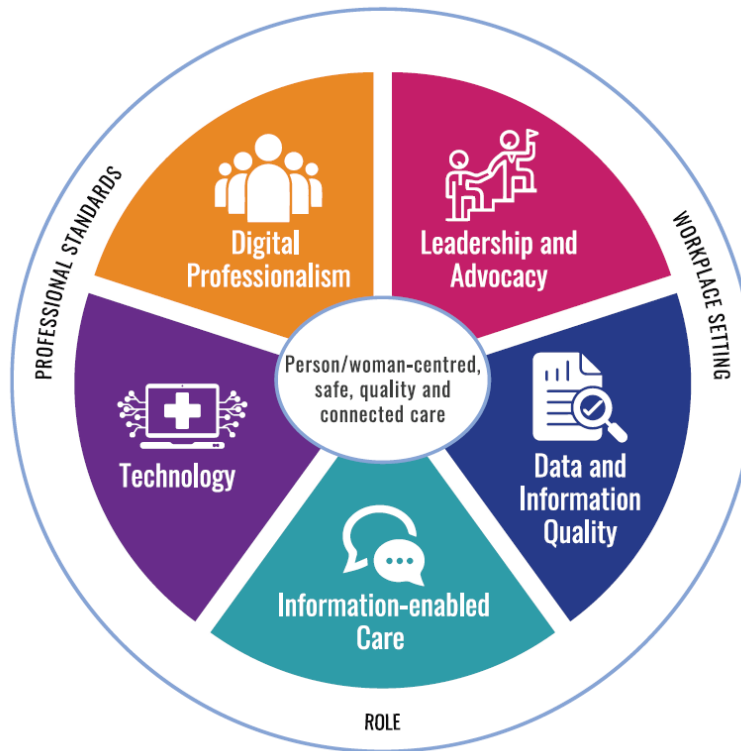 PROFESSIONAL STANDARDS
WORKPLACE SETTING
Digital
Professionalism
Leadership and
Advocacy
Person/woman-centred,
safe, quality and
connected care
Technology
Data and
Information
Quality
Information-enabled
Care
ROLE